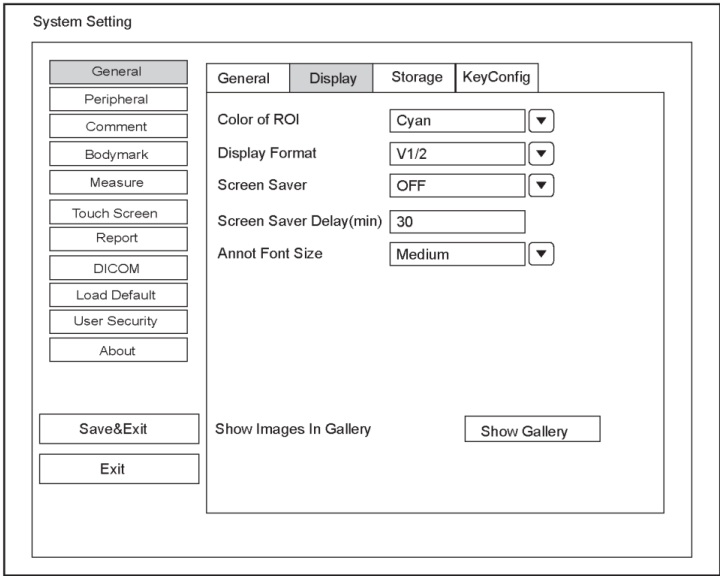 System Setting
General
Peripheral
Comment
Bodymark
Measure
Touch Screen
Report
DICOM
Load Default
User Security
About
Save&Exit
Exit
General Display Storage KeyConfig
Color of ROI Cyan
Display Format V1/2
Screen Saver OFF
Screen Saver Delay(min) 30
Annot Font Size Medium
Show Images In Gallery Show Gallery